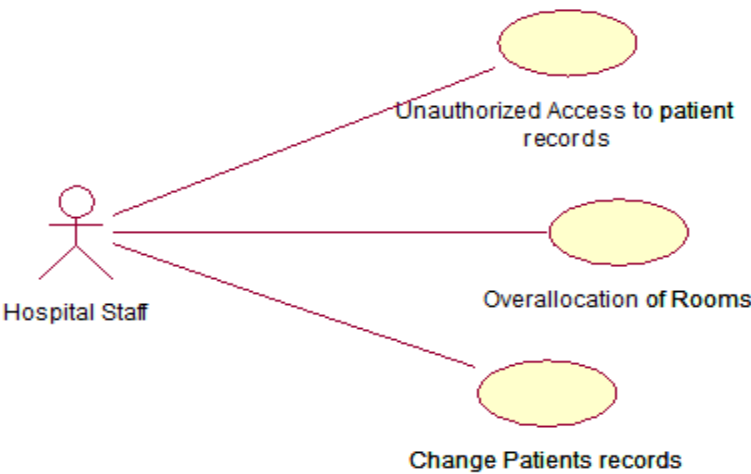 Unauthorized Access to patient
records
Hospital Staff
Overallocation of Rooms
Change Patients records